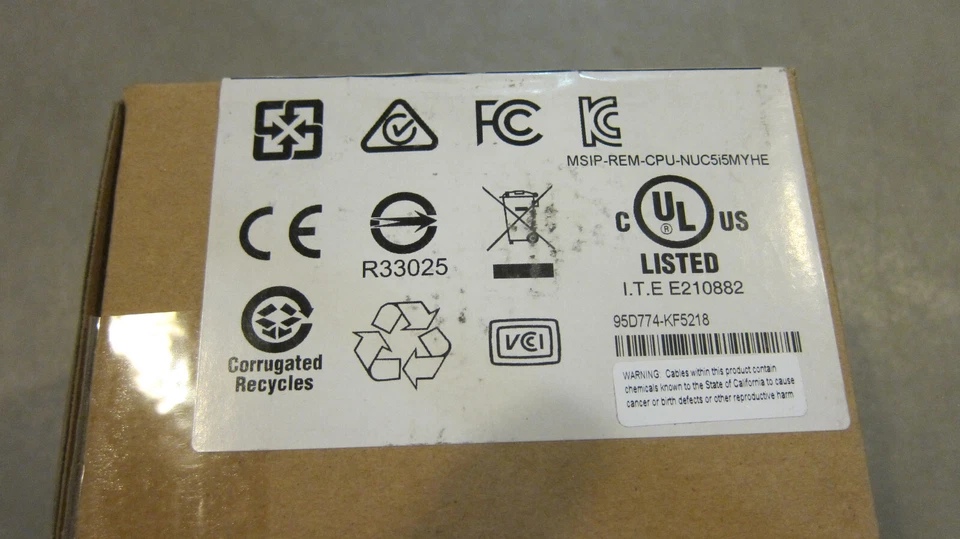 FC
KC
MSIP-REM-CPU-NUC5i5MYHE
CE
R33025
C UL US
®
LISTED
I.T.E E210882
Corrugated
Recycles
VCCI
95D774-KF5218
WARNING: Cables within this product contain
chemicals known to the State of California to cause
cancer or birth defects or other reproductive harm